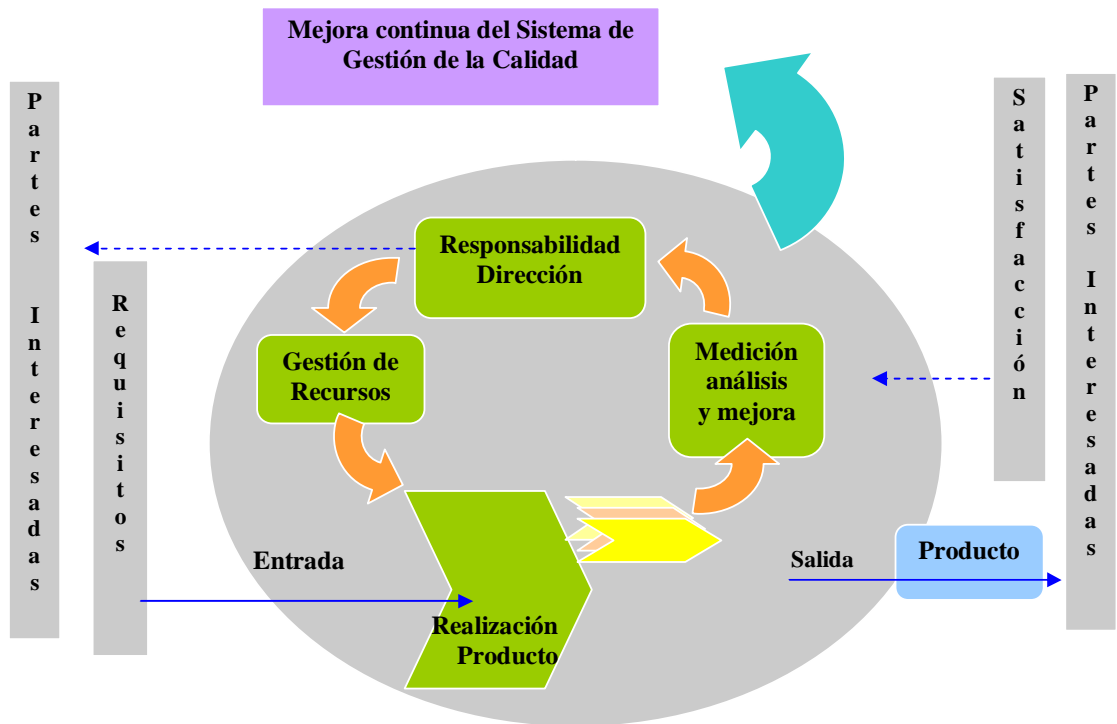 Mejora continua del Sistema de
Gestión de la Calidad
Partes Interesadas
Requisitos
Responsabilidad
Dirección
Gestión de
Recursos
Medición
análisis
y mejora
Satisfacción
Partes Interesadas
Entrada
Realización
Producto
Salida
Producto